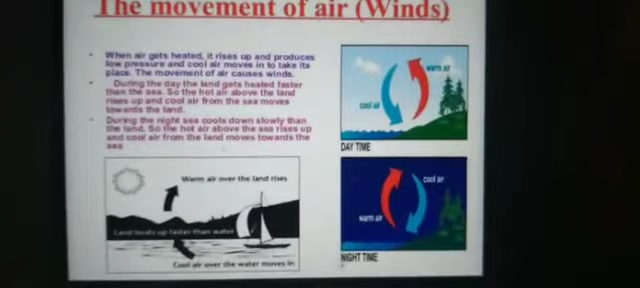 The movement of air (Winds)
When air gets heated, it rises up and produces
low pressure and cool air moves in to take its
place. The movement of air causes winds.
During the day the land gets heated faster
than the sea. So the hot air above the land
rises up and cool air from the sea moves
towards the land.
During the night sea cools down slowly than
the land. So the hot air above the sea rises up
and cool air from the land moves towards the
sea
warm air
cool air
DAY TIME
cool air
warm air
NIGHT TIME
Warm air over the land rises
Land heats up faster than water
Cool air over the water moves in